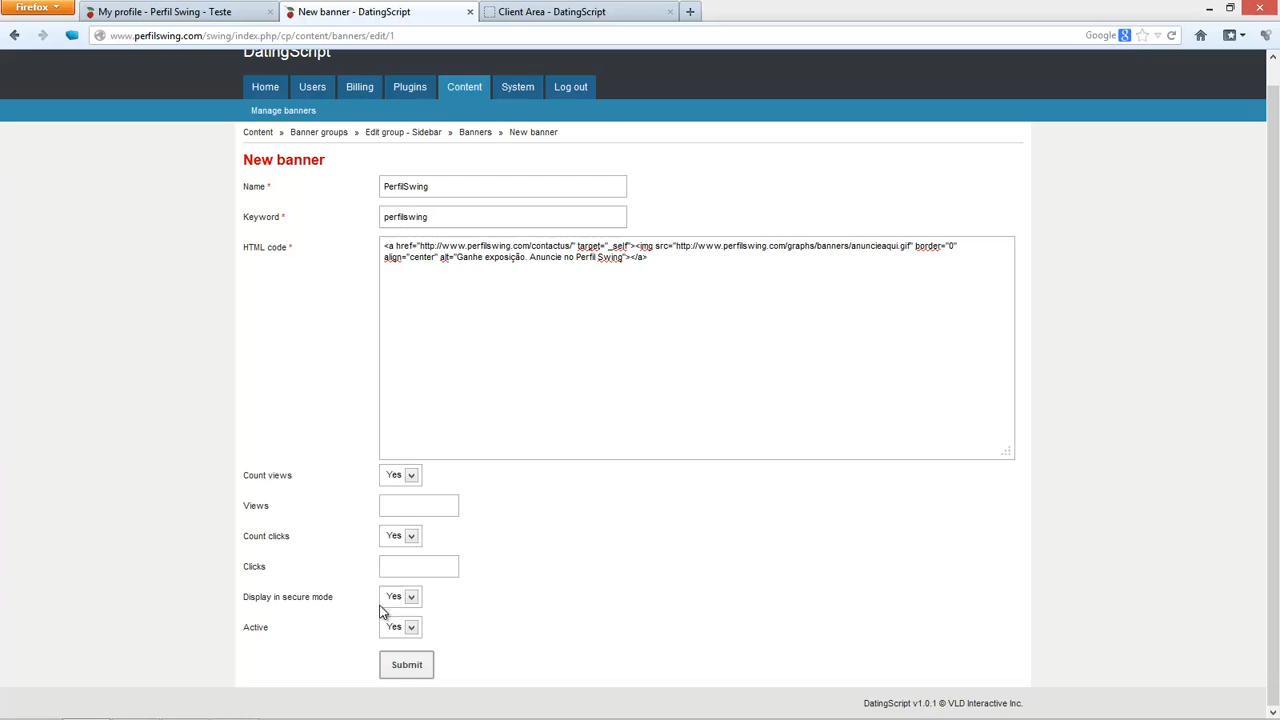 Firefox
My profile - Perfil Swing - Teste
New banner - DatingScript
Client Area - DatingScript
www.perfilswing.com/swing/index.php/cp/content/banners/edit/1
Google
DatingScript
Home
Users
Billing
Plugins
Content
System
Log out
Manage banners
Content » Banner groups » Edit group - Sidebar » Banners » New banner
New banner
Name *
PerfilSwing
Keyword *
perfilswing
HTML code *
<a href="http://www.perfilswing.com/contactus/" target="_self"><img src="http://www.perfilswing.com/graphs/banners/anuncieaqui.gif" border="0"
align="center" alt="Ganhe exposição. Anuncie no Perfil Swing"></a>
Count views
Yes
Views
Count clicks
Yes
Clicks
Display in secure mode
Yes
Active
Yes
Submit
DatingScript v1.0.1 © VLD Interactive Inc.